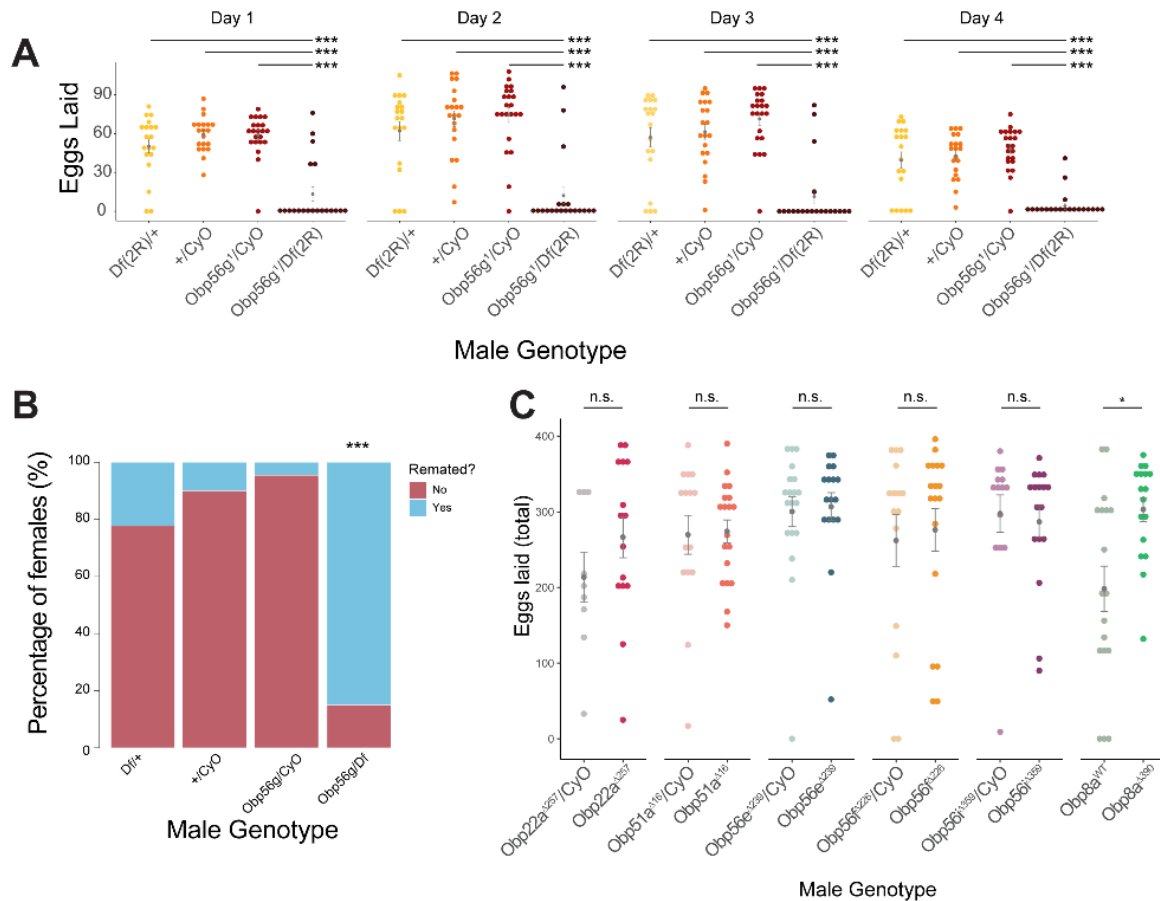 Day 1 Day 2 Day 3 Day 4
A
*** *** *** ***
*** *** *** ***
*** *** *** ***
Eggs Laid
90
60
30
0
Df(2R)/+ +/CyO Obp56g¹/CyO Obp56g¹/Df(2R)
Df(2R)/+ +/CyO Obp56g¹/CyO Obp56g¹/Df(2R)
Df(2R)/+ +/CyO Obp56g¹/CyO Obp56g¹/Df(2R)
Df(2R)/+ +/CyO Obp56g¹/CyO Obp56g¹/Df(2R)
Male Genotype
B
***
Percentage of females (%)
100
80
60
40
20
0
Remated?
No
Yes
Df/+ +/CyO Obp56g/CyO Obp56g/Df
Male Genotype
C
n.s. n.s. n.s. n.s. n.s. *
Eggs laid (total)
400
300
200
100
0
Obp22aΔ257/CyO Obp22aΔ257
Obp51aΔ16/CyO Obp51aΔ16
Obp56eΔ239/CyO Obp56eΔ239
Obp56fΔ226/CyO Obp56fΔ226
Obp56iΔ359/CyO Obp56iΔ359
Obp8aWT Obp8aΔ390
Male Genotype